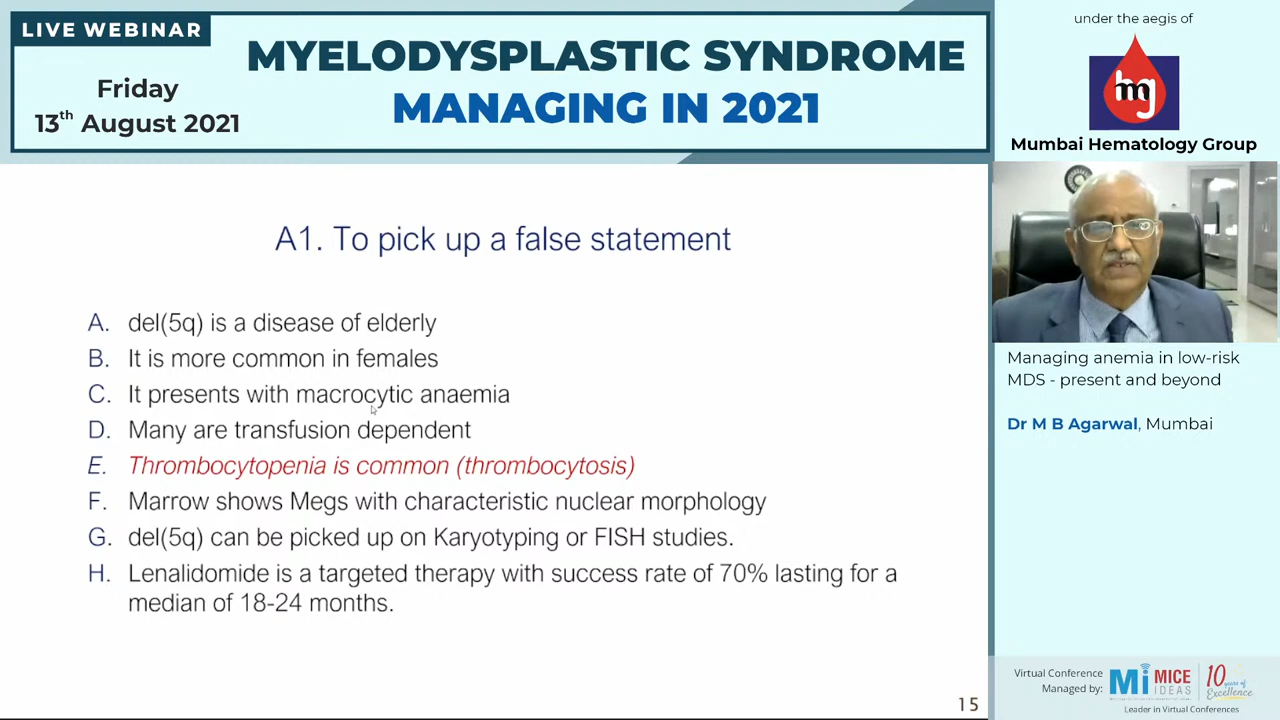 LIVE WEBINAR
Friday
13th August 2021
MYELODYSPLASTIC SYNDROME
MANAGING IN 2021
under the aegis of
hmg
Mumbai Hematology Group
A1. To pick up a false statement
A. del(5q) is a disease of elderly
B. It is more common in females
C. It presents with macrocytic anaemia
D. Many are transfusion dependent
E. Thrombocytopenia is common (thrombocytosis)
F. Marrow shows Megs with characteristic nuclear morphology
G. del(5q) can be picked up on Karyotyping or FISH studies.
H. Lenalidomide is a targeted therapy with success rate of 70% lasting for a
median of 18-24 months.
15
Managing anemia in low-risk
MDS - present and beyond
Dr M B Agarwal, Mumbai
Virtual Conference
Managed by:
Mi MICE
IDEAS
10 years of
Excellence
Leader in Virtual Conferences